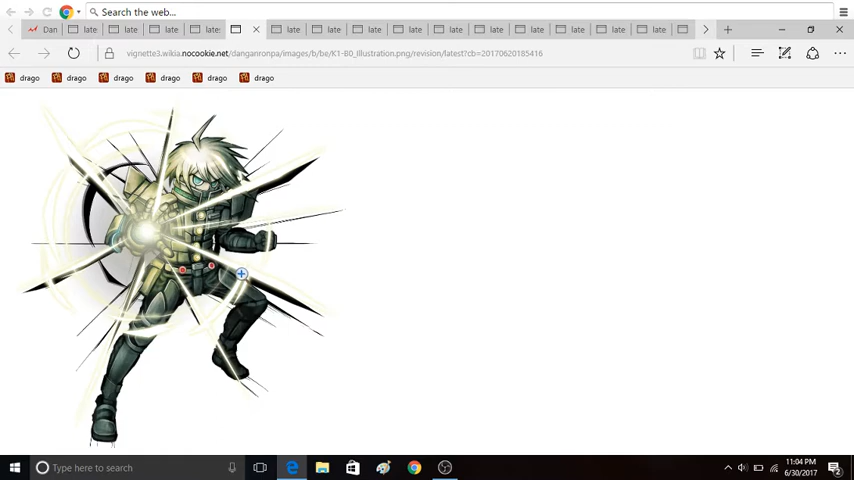 Search the web...
Dan late late late late late late late late late late late late late late
vignette3.wikia.nocookie.net/danganronpa/images/b/be/K1-B0_Illustration.png/revision/latest?cb=20170620185416
drago drago drago drago drago drago
Type here to search
11:04 PM
6/30/2017
2